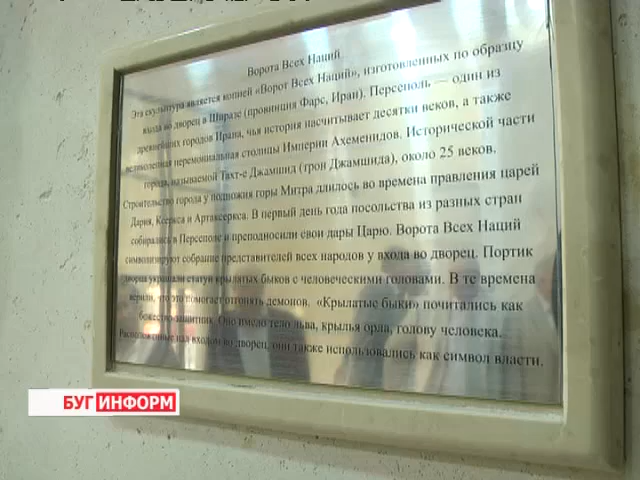 Ворота Всех Наций
Эта скульптура является копией «Ворот Всех Наций», изготовленных по образцу
входа во дворец в Ширазе (провинция Фарс, Иран). Персеполь — один из
древнейших городов Ирана, чья история насчитывает десятки веков, а также
великолепная церемониальная столица Империи Ахеменидов. Исторической части
города, называемой Тахт-е Джамшид (трон Джамшида), около 25 веков.
Строительство города у подножия горы Митра длилось во времена правления царей
Дария, Ксеркса и Артаксеркса. В первый день года посольства из разных стран
собирались в Персеполе и преподносили свои дары Царю. Ворота Всех Наций
символизируют собрание представителей всех народов у входа во дворец. Портик
дворца украшали статуи крылатых быков с человеческими головами. В те времена
верили, что это помогает отгонять демонов. «Крылатые быки» почитались как
божество-защитник. Оно имело тело льва, крылья орла, голову человека.
Расположенные над входом во дворец, они также использовались как символ власти.
БУГ ИНФОРМ